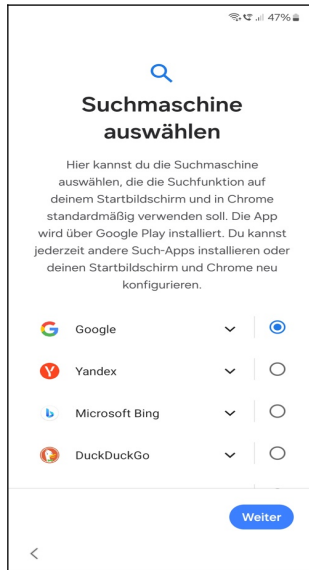 47%
Suchmaschine
auswählen
Hier kannst du die Suchmaschine
auswählen, die die Suchfunktion auf
deinem Startbildschirm und in Chrome
standardmäßig verwenden soll. Die App
wird über Google Play installiert. Du kannst
jederzeit andere Such-Apps installieren oder
deinen Startbildschirm und Chrome neu
konfigurieren.
Google
Yandex
Microsoft Bing
DuckDuckGo
Weiter